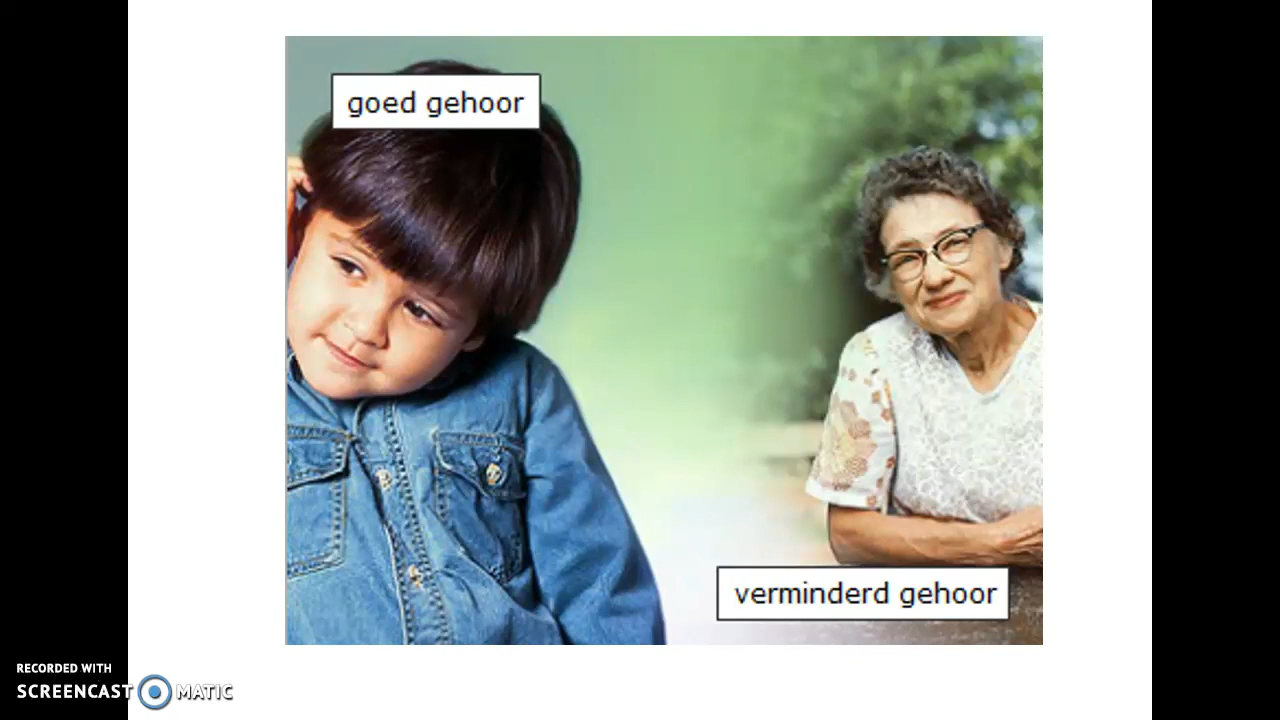 goed gehoor
verminderd gehoor
RECORDED WITH
SCREENCAST MATIC